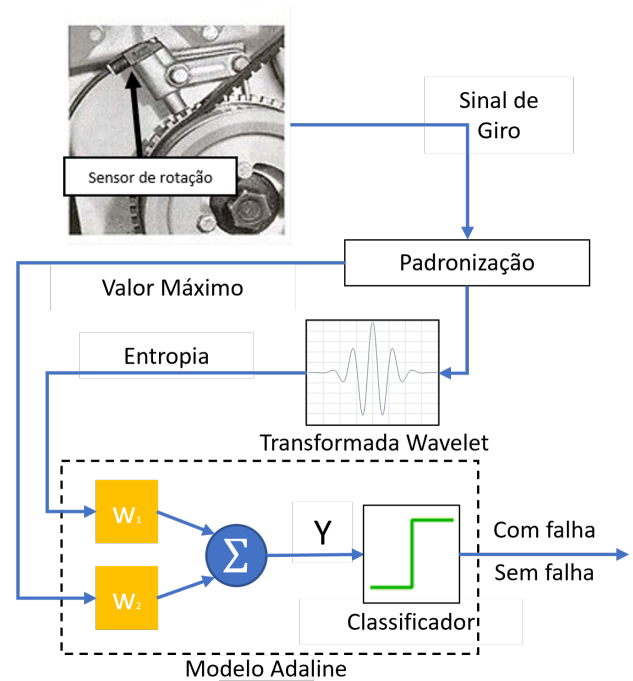 Sinal de
Giro
Sensor de rotação
Padronização
Valor Máximo
Entropia
Transformada Wavelet
W₁
Y
Σ
Com falha
Sem falha
W₂
Classificador
Modelo Adaline